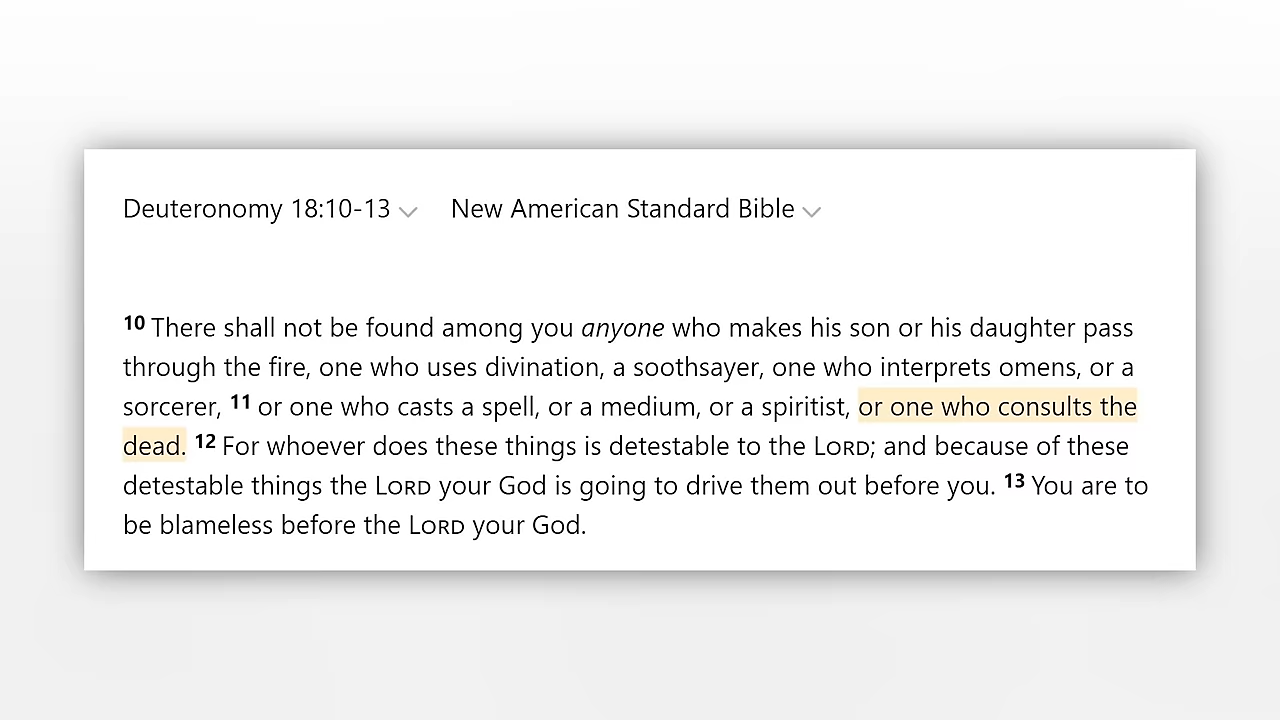 Deuteronomy 18:10-13 New American Standard Bible
10 There shall not be found among you anyone who makes his son or his daughter pass
through the fire, one who uses divination, a soothsayer, one who interprets omens, or a
sorcerer, 11 or one who casts a spell, or a medium, or a spiritist, or one who consults the
dead. 12 For whoever does these things is detestable to the LORD; and because of these
detestable things the LORD your God is going to drive them out before you. 13 You are to
be blameless before the LORD your God.